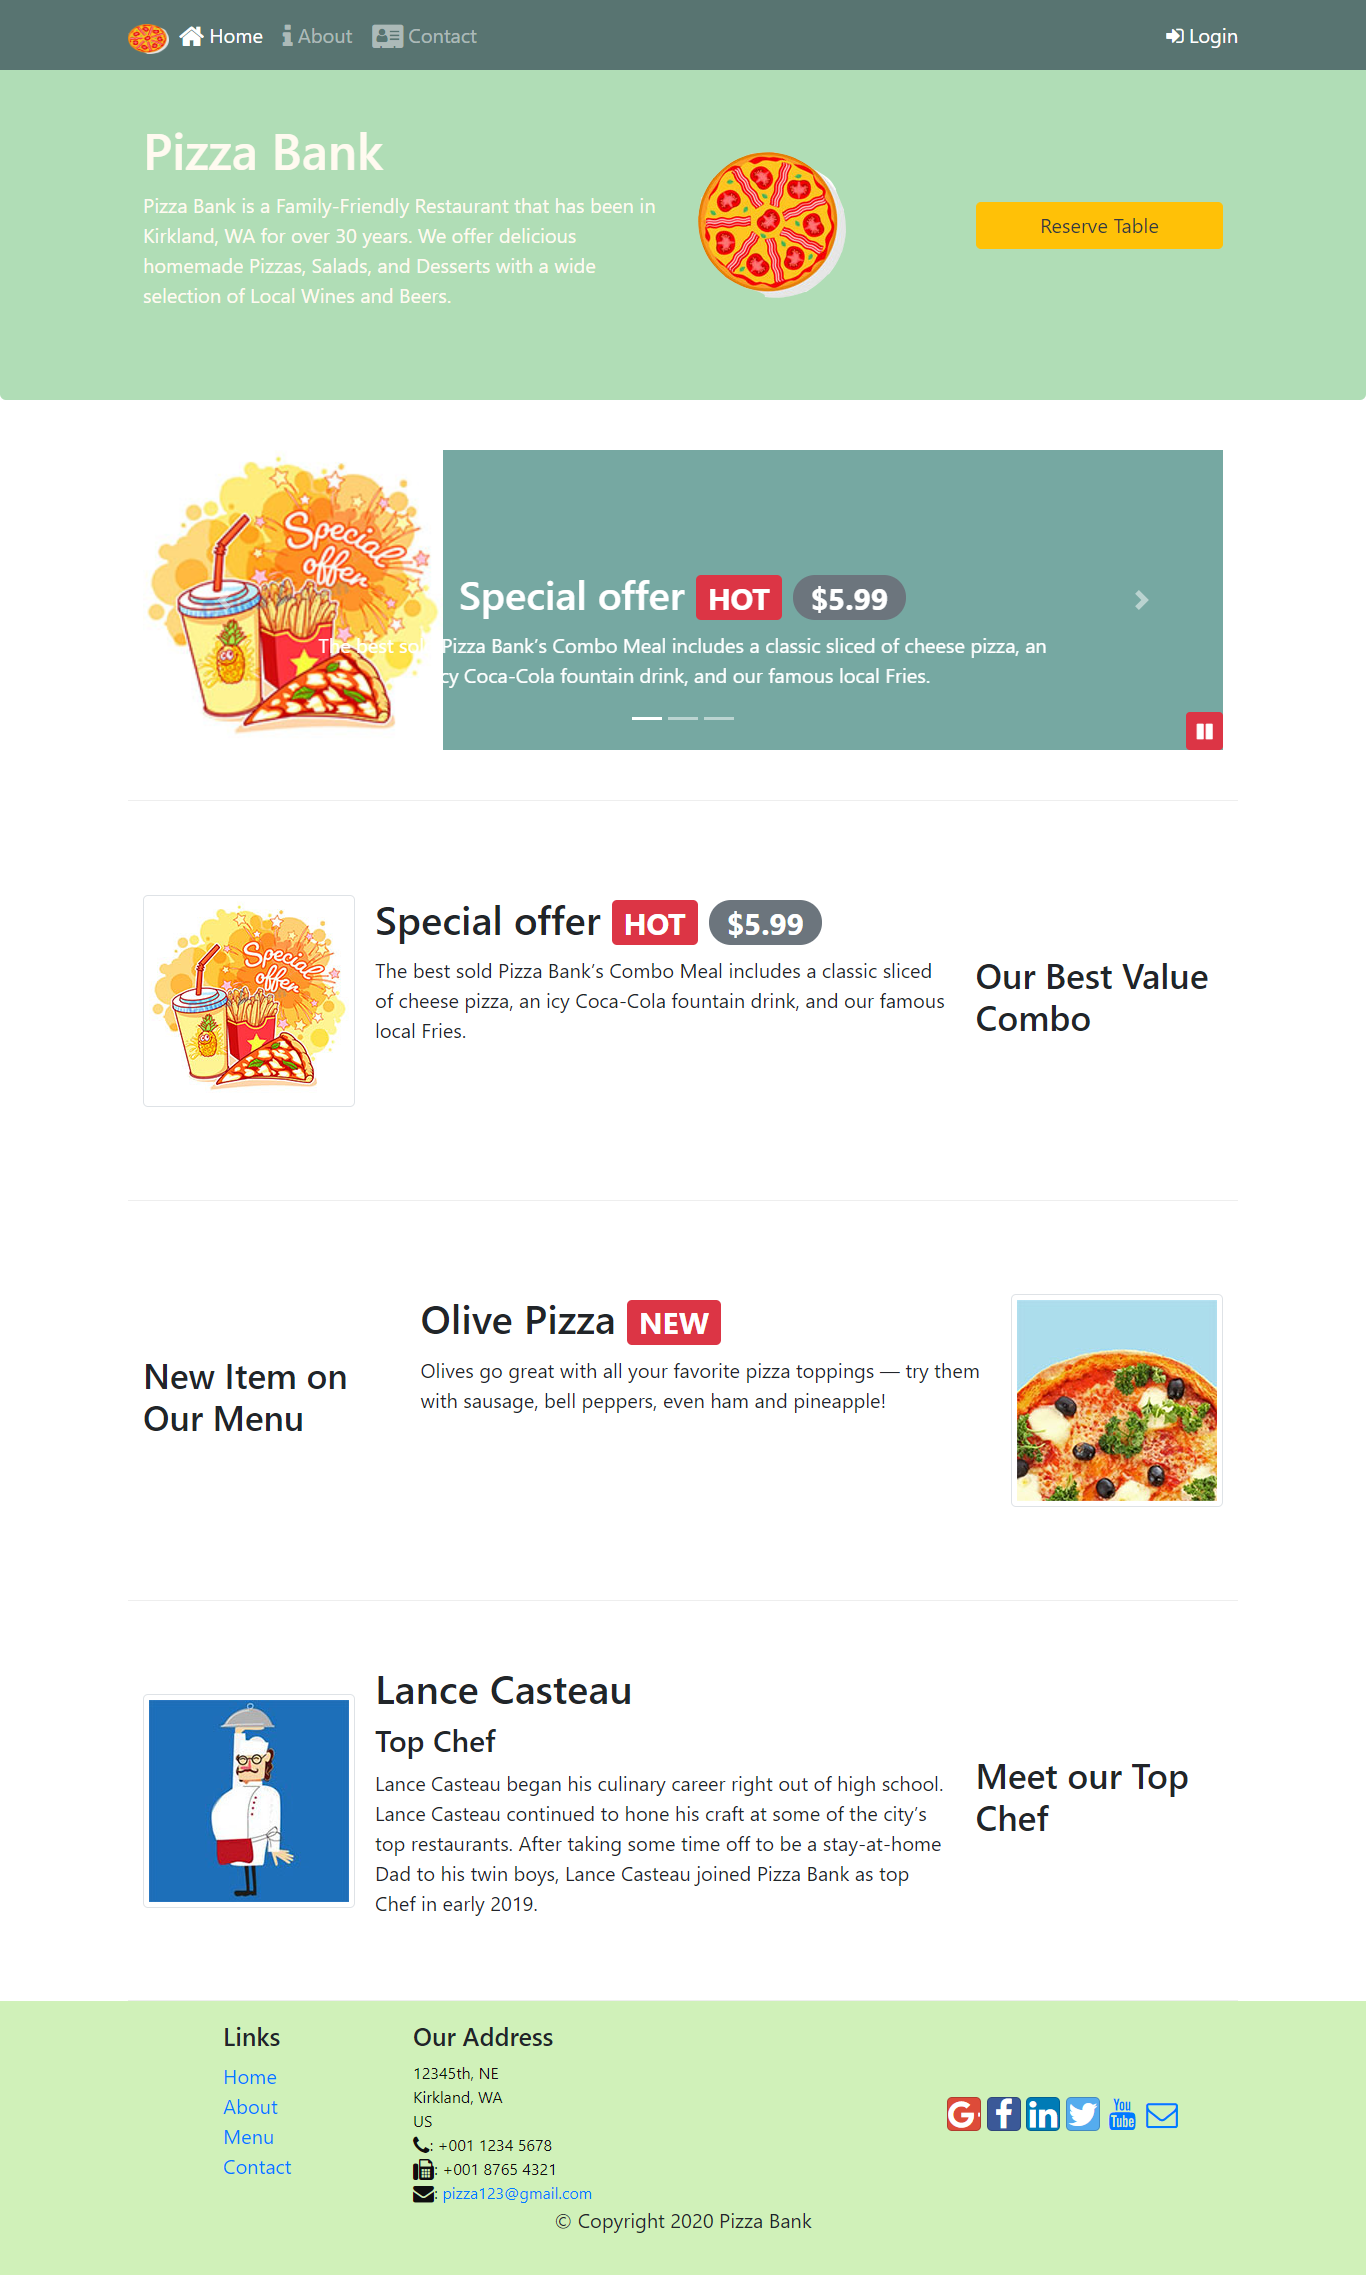 Home About Contact Login
Pizza Bank
Pizza Bank is a Family-Friendly Restaurant that has been in
Kirkland, WA for over 30 years. We offer delicious
homemade Pizzas, Salads, and Desserts with a wide
selection of Local Wines and Beers.
Reserve Table
Special
offer
Special offer HOT $5.99
The best sold Pizza Bank’s Combo Meal includes a classic sliced of cheese pizza, an
icy Coca-Cola fountain drink, and our famous local Fries.
Special
offer
Special offer HOT $5.99
The best sold Pizza Bank’s Combo Meal includes a classic sliced
of cheese pizza, an icy Coca-Cola fountain drink, and our famous
local Fries.
Our Best Value
Combo
New Item on
Our Menu
Olive Pizza NEW
Olives go great with all your favorite pizza toppings — try them
with sausage, bell peppers, even ham and pineapple!
Lance Casteau
Top Chef
Lance Casteau began his culinary career right out of high school.
Lance Casteau continued to hone his craft at some of the city’s
top restaurants. After taking some time off to be a stay-at-home
Dad to his twin boys, Lance Casteau joined Pizza Bank as top
Chef in early 2019.
Meet our Top
Chef
Links
Home
About
Menu
Contact
Our Address
12345th, NE
Kirkland, WA
US
: +001 1234 5678
: +001 8765 4321
: pizza123@gmail.com
G+ f in You Tube
© Copyright 2020 Pizza Bank